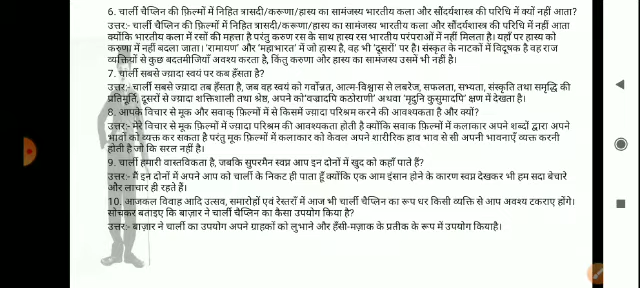 6. चार्ली चैप्लिन की फ़िल्मों में निहित त्रासदी/करूणा/हास्य का सामंजस्य भारतीय कला और सौंदर्यशास्त्र की परिधि में क्यों नहीं आता?
उत्तर:- चार्ली चैप्लिन की फ़िल्मों में निहित त्रासदी/करुणा/हास्य का सामंजस्य भारतीय कला और सौंदर्यशास्त्र की परिधि में नहीं आता
क्योंकि भारतीय कला में रसों की महत्ता है परंतु करुण रस के साथ हास्य रस भारतीय परंपराओं में नहीं मिलता है। यहाँ पर हास्य को
करुणा में नहीं बदला जाता। 'रामायण' और 'महाभारत' में जो हास्य है, वह भी 'दूसरों' पर है। संस्कृत के नाटकों में विदूषक है वह राज
व्यक्तियों से कुछ बदतमीजियाँ अवश्य करता है, किंतु करुणा और हास्य का सामंजस्य उसमें भी नहीं है।
7. चार्ली सबसे ज़्यादा स्वयं पर कब हँसता है?
उत्तर:- चार्ली सबसे ज़्यादा तब हँसता है, जब वह स्वयं को गर्वोन्नत, आत्म-विश्वास से लबरेज, सफलता, सभ्यता, संस्कृति तथा समृद्धि की
प्रतिमूर्ति, दूसरों से ज्यादा शक्तिशाली तथा श्रेष्ठ, अपने को'वज्रादपि कठोराणी' अथवा 'मृदुनि कुसुमादपि' क्षण में देखता है।
8. आपके विचार से मूक और सवाक् फ़िल्मों में से किसमें ज़्यादा परिश्रम करने की आवश्यकता है और क्यों?
उत्तर:- मेरे विचार से मूक फ़िल्मों में ज्यादा परिश्रम की आवश्यकता होती है क्योंकि सवाक फ़िल्मों में कलाकार अपने शब्दों द्वारा अपने
भावों को व्यक्त कर सकता है परंतु मूक फ़िल्मों में कलाकार को केवल अपने शारीरिक हाव भाव से सी अपनी भावनाएँ व्यक्त करनी
होती है जो कि सरल नहीं है।
9. चार्ली हमारी वास्तविकता है, जबकि सुपरमैन स्वप्न आप इन दोनों में खुद को कहाँ पाते हैं?
उत्तर:- मैं इन दोनों में अपने आप को चार्ली के निकट ही पाता हूँ क्योंकि एक आम इंसान होने के कारण स्वप्न देखकर भी हम सदा बेचारे
और लाचार ही रहते हैं।
10. आजकल विवाह आदि उत्सव, समारोहों एवं रेस्तराँ में आज भी चार्ली चैप्लिन का रूप धर किसी व्यक्ति से आप अवश्य टकराए होंगे।
सोचकर बताइए कि बाज़ार ने चार्ली चैप्लिन का कैसा उपयोग किया है?
उत्तर:- बाज़ार ने चार्ली का उपयोग अपने ग्राहकों को लुभाने और हँसी-मज़ाक के प्रतीक के रूप में उपयोग कियाहै।